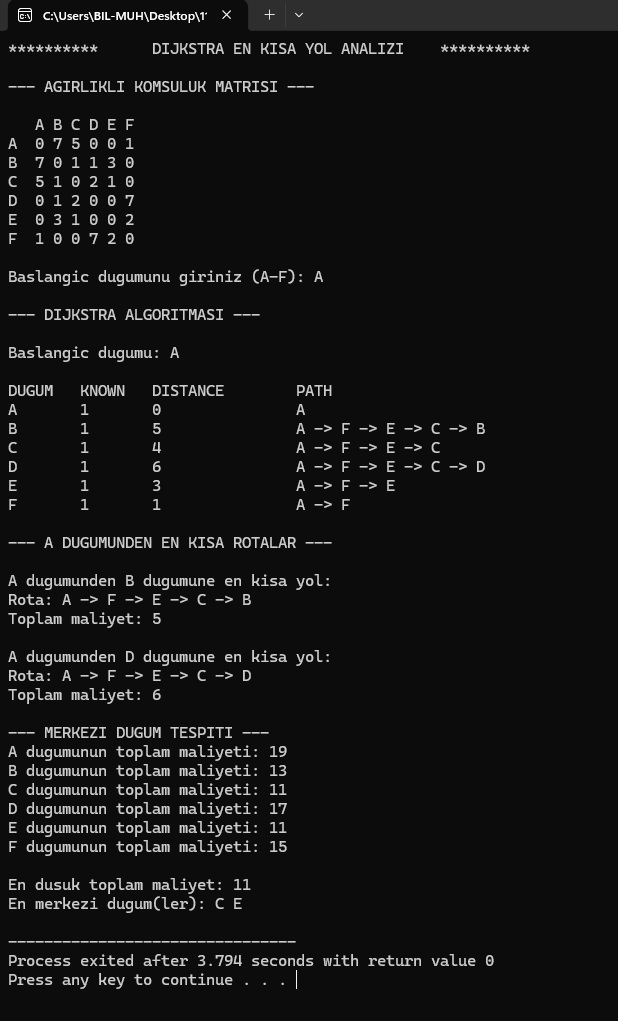 C:\Users\BIL-MUH\Desktop\1
********** DIJKSTRA EN KISA YOL ANALIZI **********
--- AGIRLIKLI KOMSULUK MATRISI ---
A B C D E F
A 0 7 5 0 0 1
B 7 0 1 1 3 0
C 5 1 0 2 1 0
D 0 1 2 0 0 7
E 0 3 1 0 0 2
F 1 0 0 7 2 0
Baslangic dugumunu giriniz (A-F): A
--- DIJKSTRA ALGORITMASI ---
Baslangic dugumu: A
DUGUM KNOWN DISTANCE PATH
A 1 0 A
B 1 5 A -> F -> E -> C -> B
C 1 4 A -> F -> E -> C
D 1 6 A -> F -> E -> C -> D
E 1 3 A -> F -> E
F 1 1 A -> F
--- A DUGUMUNDEN EN KISA ROTALAR ---
A dugumunden B dugumune en kisa yol:
Rota: A -> F -> E -> C -> B
Toplam maliyet: 5
A dugumunden D dugumune en kisa yol:
Rota: A -> F -> E -> C -> D
Toplam maliyet: 6
--- MERKEZI DUGUM TESPITI ---
A dugumunun toplam maliyeti: 19
B dugumunun toplam maliyeti: 13
C dugumunun toplam maliyeti: 11
D dugumunun toplam maliyeti: 17
E dugumunun toplam maliyeti: 11
F dugumunun toplam maliyeti: 15
En dusuk toplam maliyet: 11
En merkezi dugum(ler): C E
--------------------------------
Process exited after 3.794 seconds with return value 0
Press any key to continue . . .